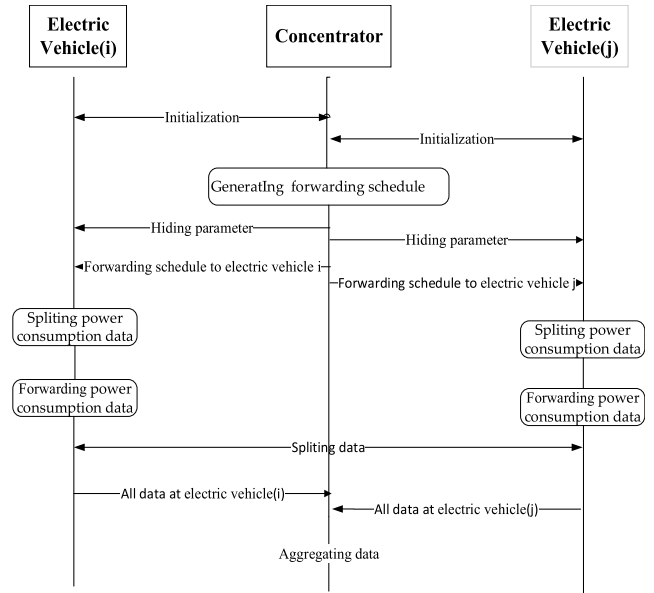 Electric
Vehicle(i)
Concentrator
Electric
Vehicle(j)
Initialization
Initialization
GeneratIng forwarding schedule
Hiding parameter
Hiding parameter
Forwarding schedule to electric vehicle i
Forwarding schedule to electric vehicle j
Spliting power
consumption data
Spliting power
consumption data
Forwarding power
consumption data
Forwarding power
consumption data
Spliting data
All data at electric vehicle(i)
All data at electric vehicle(j)
Aggregating data